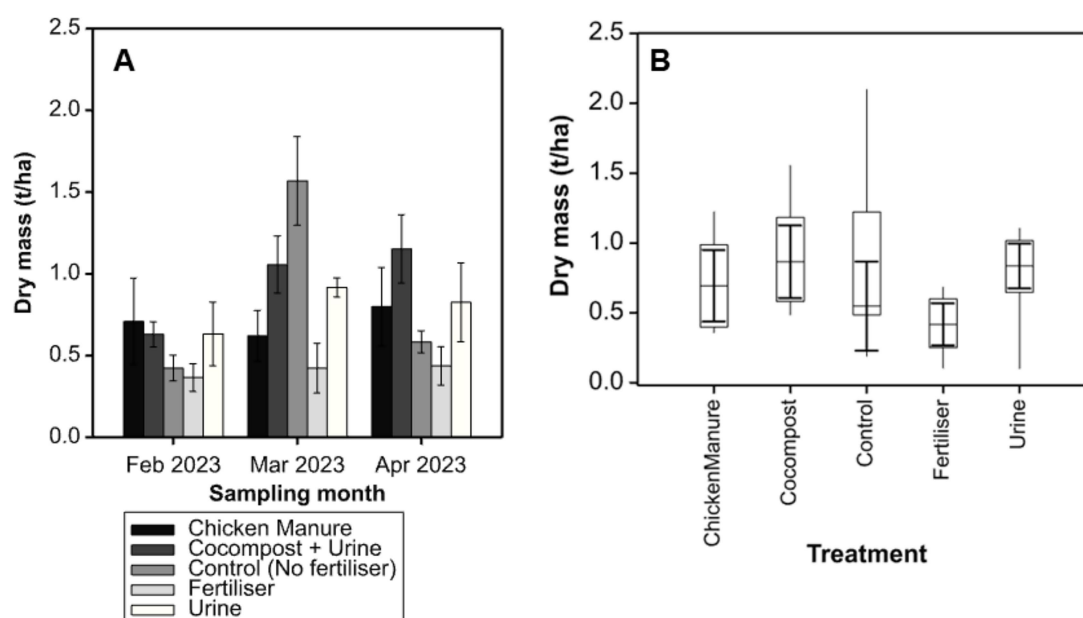 A
Dry mass (t/ha)
2.5
2.0
1.5
1.0
0.5
0.0
Feb 2023 Mar 2023 Apr 2023
Sampling month
Chicken Manure
Cocompost + Urine
Control (No fertiliser)
Fertiliser
Urine
B
Dry mass (t/ha)
2.5
2.0
1.5
1.0
0.5
0.0
ChickenManure
Cocompost
Control
Fertiliser
Urine
Treatment